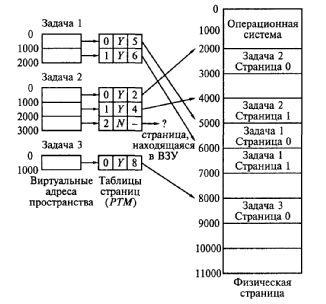 Задача 1
0
1000
2000
0 Y 5
1 Y 6
Задача 2
0
1000
2000
3000
0 Y 2
1 Y 4
2 N – ?
страница,
находящаяся
в ВЗУ
Задача 3
0
1000
0 Y 8
Виртуальные
адреса
пространства
Таблицы
страниц
(PTM)
0
Операционная
система
2000
Задача 2
Страница 0
3000
4000
Задача 2
Страница 1
5000
Задача 1
Страница 0
6000
Задача 1
Страница 1
7000
8000
Задача 3
Страница 0
9000
10000
11000
Физическая
страница